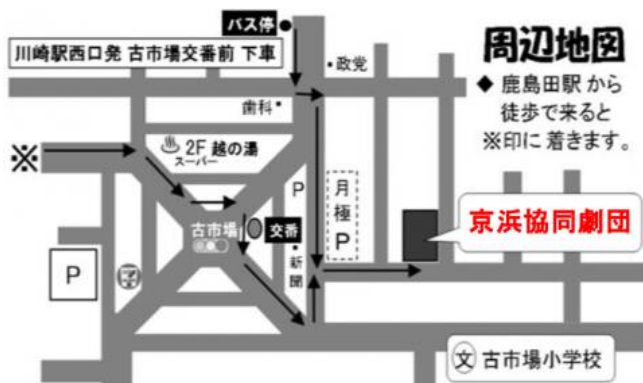 バス停
川崎駅西口発 古市場交番前 下車
・政党
歯科・
周辺地図
◆ 鹿島田駅 から
徒歩で来ると
※印に 着きます。
※
2F 越の湯
スーパー
P
月極P
古市場
交番
・新聞
京浜協同劇団
P
文 古市場小学校